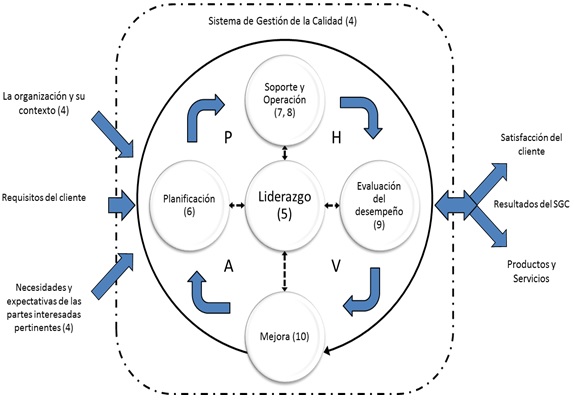 Sistema de Gestión de la Calidad (4)
Soporte y
Operación
(7, 8)
P
H
La organización y su
contexto (4)
Requisitos del cliente
Necesidades y
expectativas de las
partes interesadas
pertinentes (4)
Planificación
(6)
Liderazgo
(5)
Evaluación
del
desempeño
(9)
A
V
Mejora (10)
Satisfacción del
cliente
Resultados del SGC
Productos y
Servicios